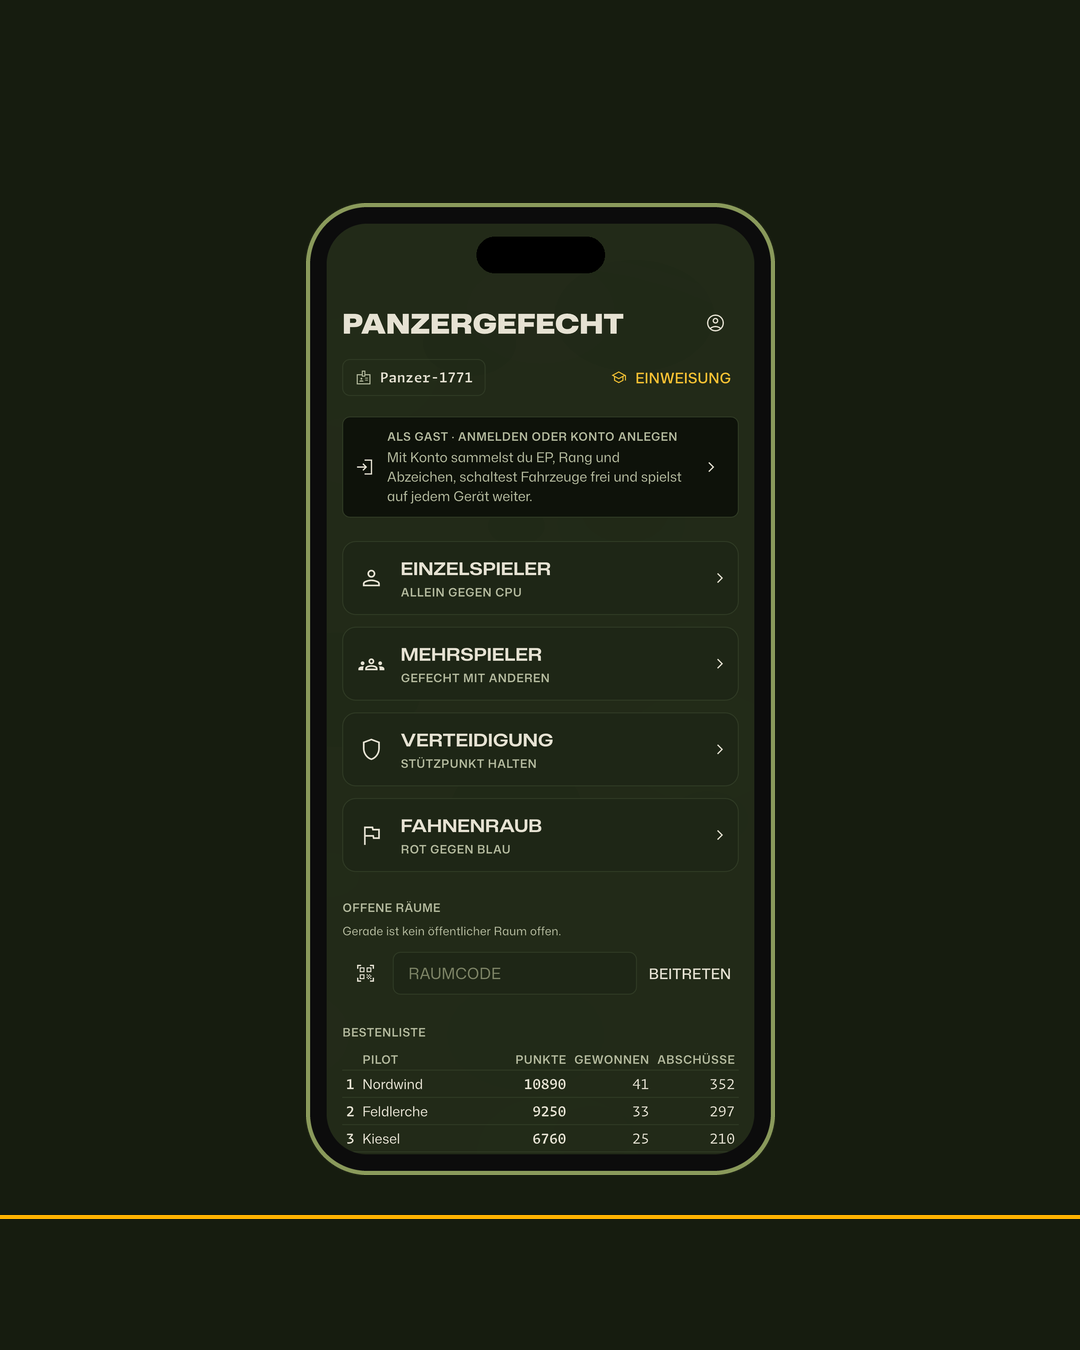 PANZERGEFECHT
Panzer-1771
EINWEISUNG
ALS GAST · ANMELDEN ODER KONTO ANLEGEN
Mit Konto sammelst du EP, Rang und
Abzeichen, schaltest Fahrzeuge frei und spielst
auf jedem Gerät weiter.
EINZELSPIELER
ALLEIN GEGEN CPU
MEHRSPIELER
GEFECHT MIT ANDEREN
VERTEIDIGUNG
STÜTZPUNKT HALTEN
FAHNENRAUB
ROT GEGEN BLAU
OFFENE RÄUME
Gerade ist kein öffentlicher Raum offen.
RAUMCODE BEITRETEN
BESTENLISTE
PILOT PUNKTE GEWONNEN ABSCHÜSSE
1 Nordwind 10890 41 352
2 Feldlerche 9250 33 297
3 Kiesel 6760 25 210